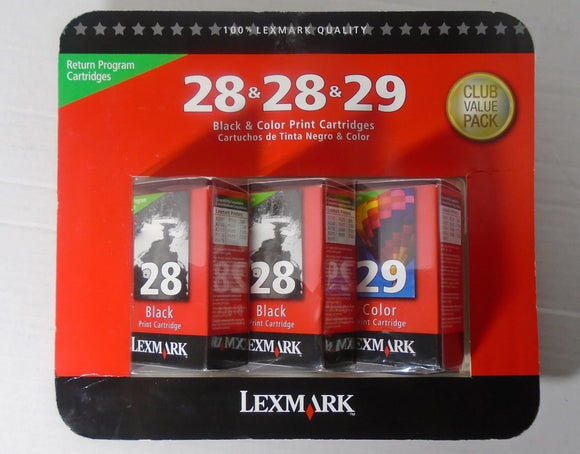 100% LEXMARK QUALITY
Return Program
Cartridges
28 & 28 & 29
Black & Color Print Cartridges
Cartuchos de Tinta Negro & Color
CLUB
VALUE
PACK
28
Black
Print Cartridge
LEXMARK
28
Black
Print Cartridge
LEXMARK
29
Color
Print Cartridge
LEXMARK
LEXMARK™